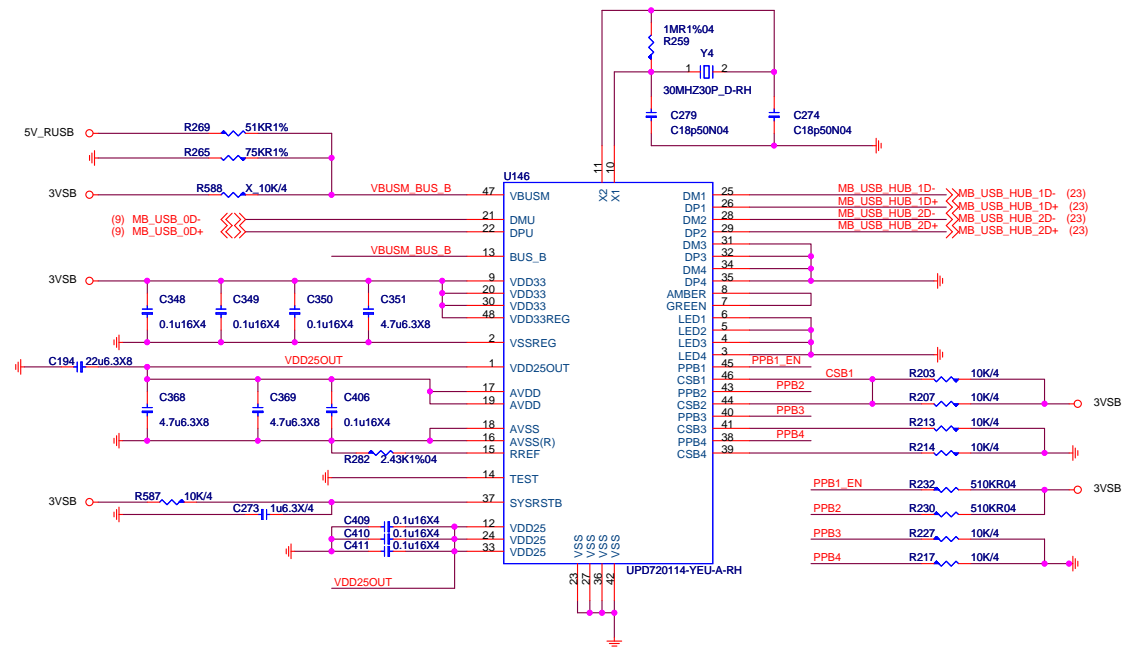 1MR1%04
R259
Y4
1 2
30MHZ30P_D-RH
C279
C18p50N04
C274
C18p50N04
5V_RUSB
R269 51KR1%
R265 75KR1%
3VSB
R588 X_10K/4
VBUSM_BUS_B
(9) MB_USB_0D-
(9) MB_USB_0D+
VBUSM_BUS_B
3VSB
C348
0.1u16X4
C349
0.1u16X4
C350
0.1u16X4
C351
4.7u6.3X8
C194 22u6.3X8
VDD25OUT
C368
4.7u6.3X8
C369
4.7u6.3X8
C406
0.1u16X4
R282 2.43K1%04
3VSB
R587 10K/4
C273 1u6.3X/4
C409 0.1u16X4
C410 0.1u16X4
C411 0.1u16X4
VDD25OUT
U146
11 X2
10 X1
47 VBUSM
21 DMU
22 DPU
13 BUS_B
9 VDD33
20 VDD33
30 VDD33
48 VDD33REG
2 VSSREG
1 VDD25OUT
17 AVDD
19 AVDD
18 AVSS
16 AVSS(R)
15 RREF
14 TEST
37 SYSRSTB
12 VDD25
24 VDD25
33 VDD25
VSS 23
VSS 27
VSS 36
VSS 42
UPD720114-YEU-A-RH
DM1 25 MB_USB_HUB_1D- MB_USB_HUB_1D- (23)
DP1 26 MB_USB_HUB_1D+ MB_USB_HUB_1D+ (23)
DM2 28 MB_USB_HUB_2D- MB_USB_HUB_2D- (23)
DP2 29 MB_USB_HUB_2D+ MB_USB_HUB_2D+ (23)
DM3 31
DP3 32
DM4 34
DP4 35
AMBER 8
GREEN 7
LED1 6
LED2 5
LED3 4
LED4 3
PPB1 45 PPB1_EN
CSB1 46 CSB1
PPB2 43 PPB2
CSB2 44
PPB3 40 PPB3
CSB3 41
PPB4 38 PPB4
CSB4 39
R203 10K/4
R207 10K/4
3VSB
R213 10K/4
R214 10K/4
PPB1_EN R232 510KR04
3VSB
PPB2 R230 510KR04
PPB3 R227 10K/4
PPB4 R217 10K/4